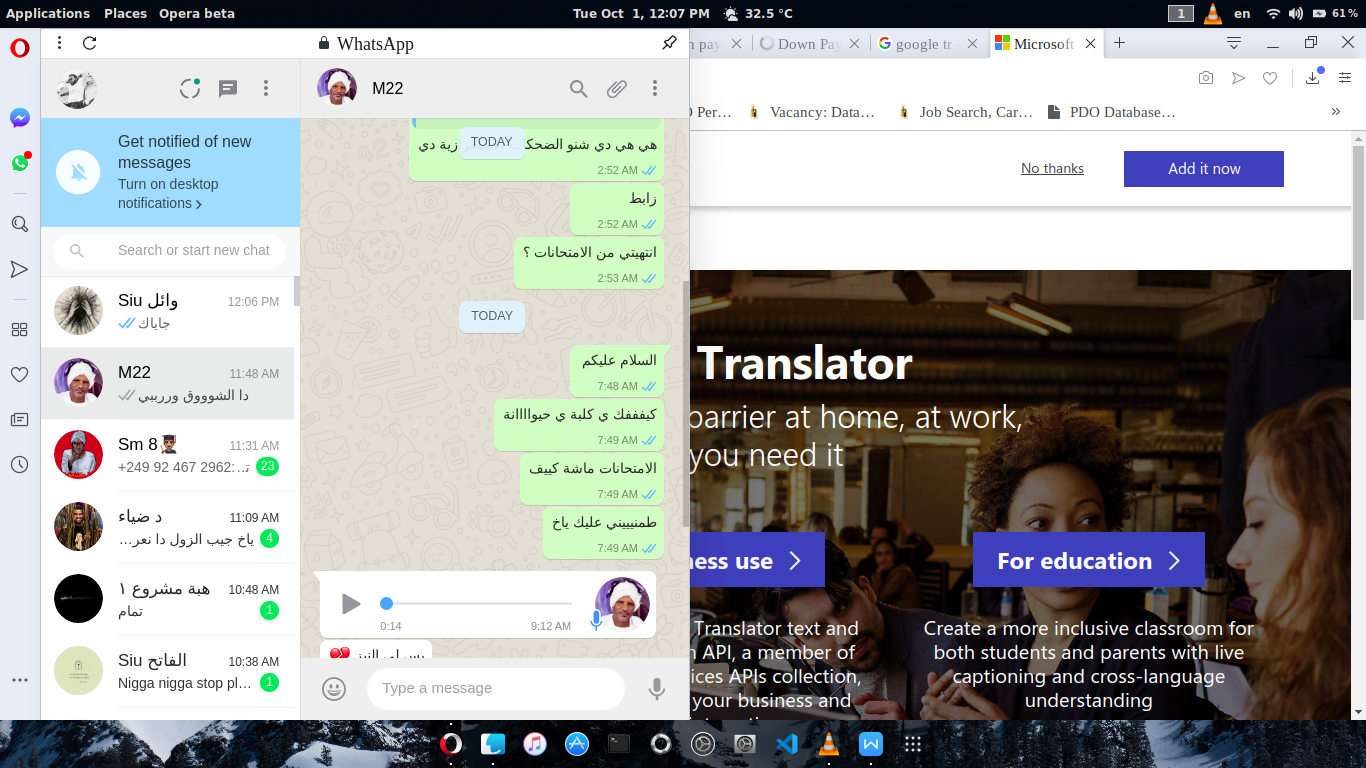 Applications Places Opera beta
Tue Oct 1, 12:07 PM 32.5 °C
1 en 61 %
WhatsApp
Down Pay
google tr
Microsoft
M22
Get notified of new
messages
Turn on desktop
notifications
Search or start new chat
Siu وائل
12:06 PM
جاياك
M22
11:48 AM
دا الشوووق وررببي
Sm 8
11:31 AM
+249 92 467 2962: ...
23
د ضياء
11:09 AM
ياخ جيب الزول دا نعر...
4
هبة مشروع ١
10:48 AM
تمام
1
Siu الفاتح
10:38 AM
Nigga nigga stop pl...
1
TODAY
هي هي دي شنو الضحك زية دي
2:52 AM
زابط
2:52 AM
انتهيتي من الامتحانات ؟
2:53 AM
TODAY
السلام عليكم
7:48 AM
كيفففك ي كلبة ي حيواااانة
7:49 AM
الامتحانات ماشة كييف
7:49 AM
طمنيييني عليك ياخ
7:49 AM
0:14
9:12 AM
Type a message
Per...
Vacancy: Data...
Job Search, Car...
PDO Database...
»
No thanks
Add it now
Translator
barrier at home, at work,
you need it
ness use
For education
Translator text and
API, a member of
ices APIs collection,
your business and
Create a more inclusive classroom for
both students and parents with live
captioning and cross-language
understanding